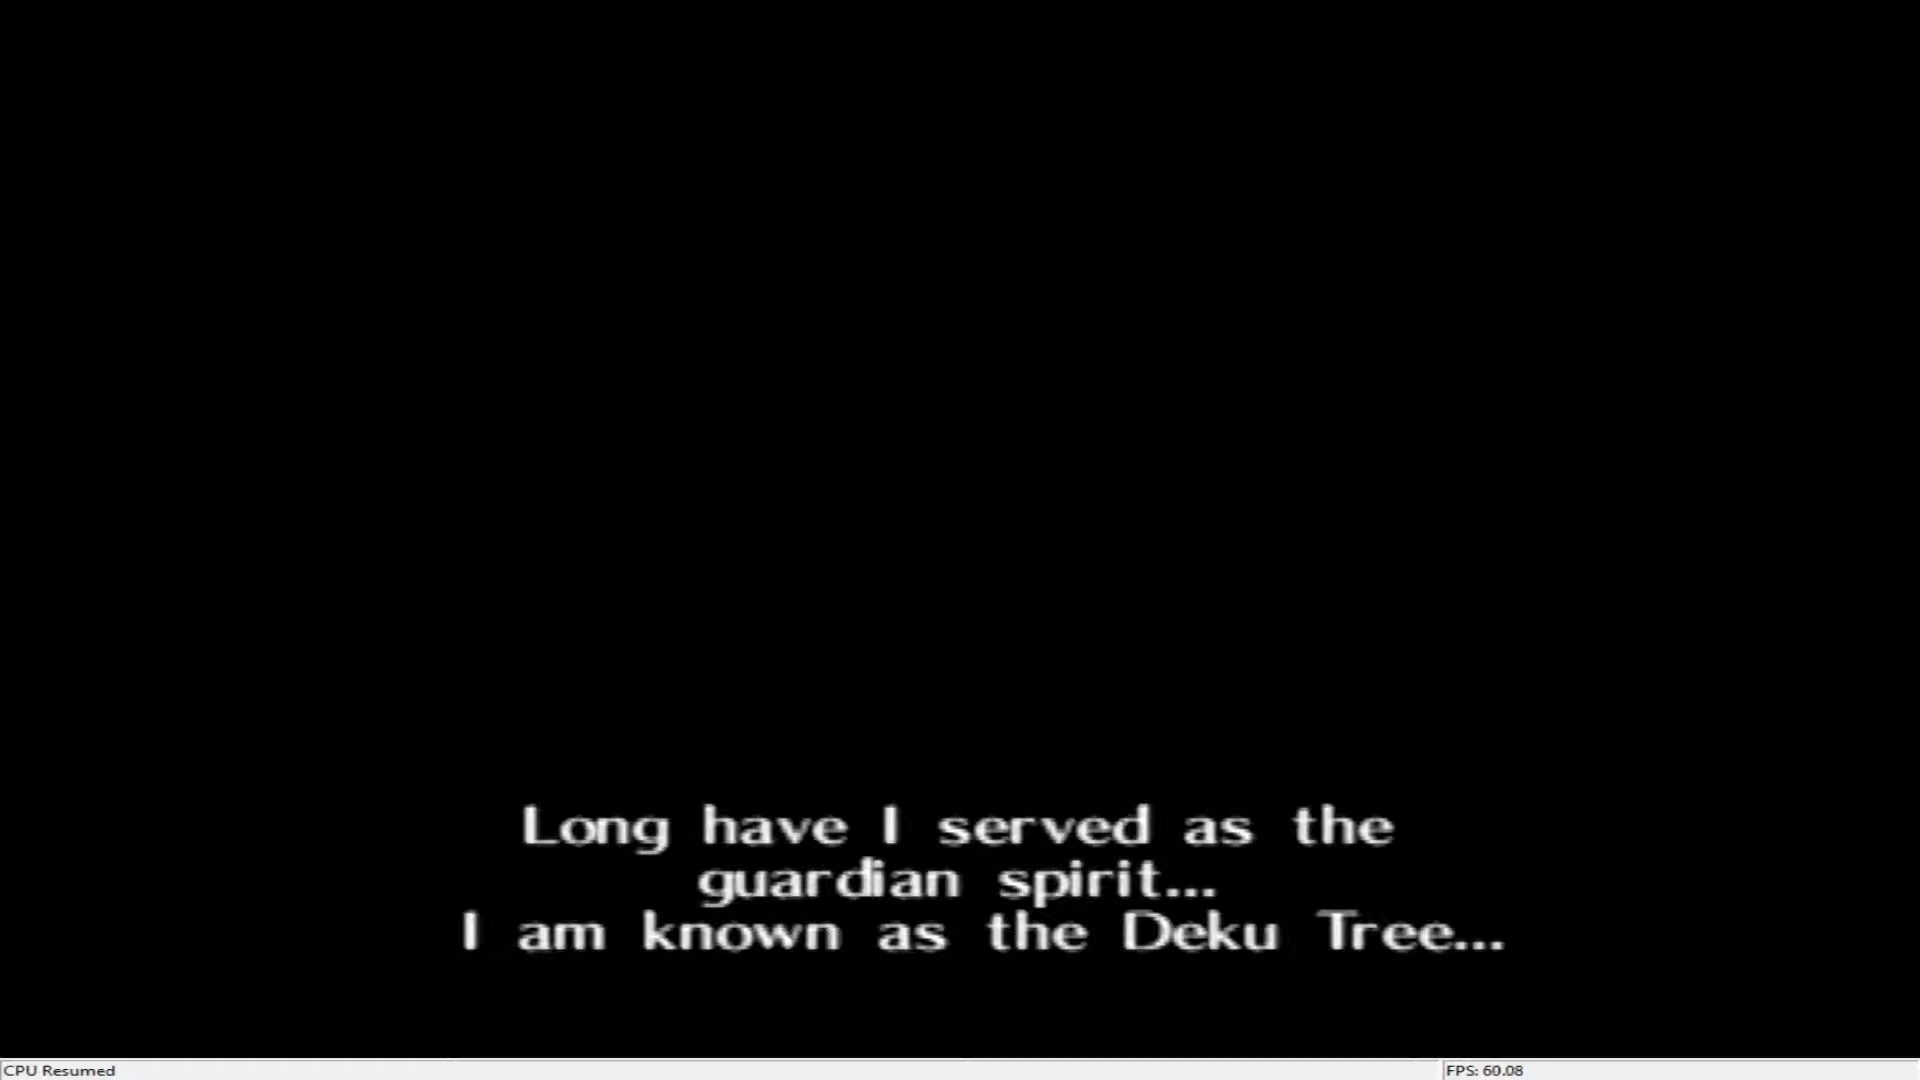 Long have I served as the
guardian spirit...
I am known as the Deku Tree...
CPU Resumed
FPS: 60.08